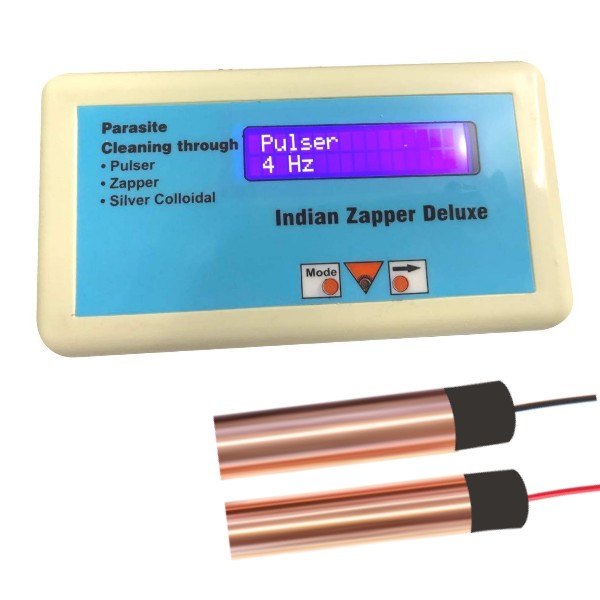 Parasite
Cleaning through
• Pulser
• Zapper
• Silver Colloidal
Pulser
4 Hz
Indian Zapper Deluxe
Mode